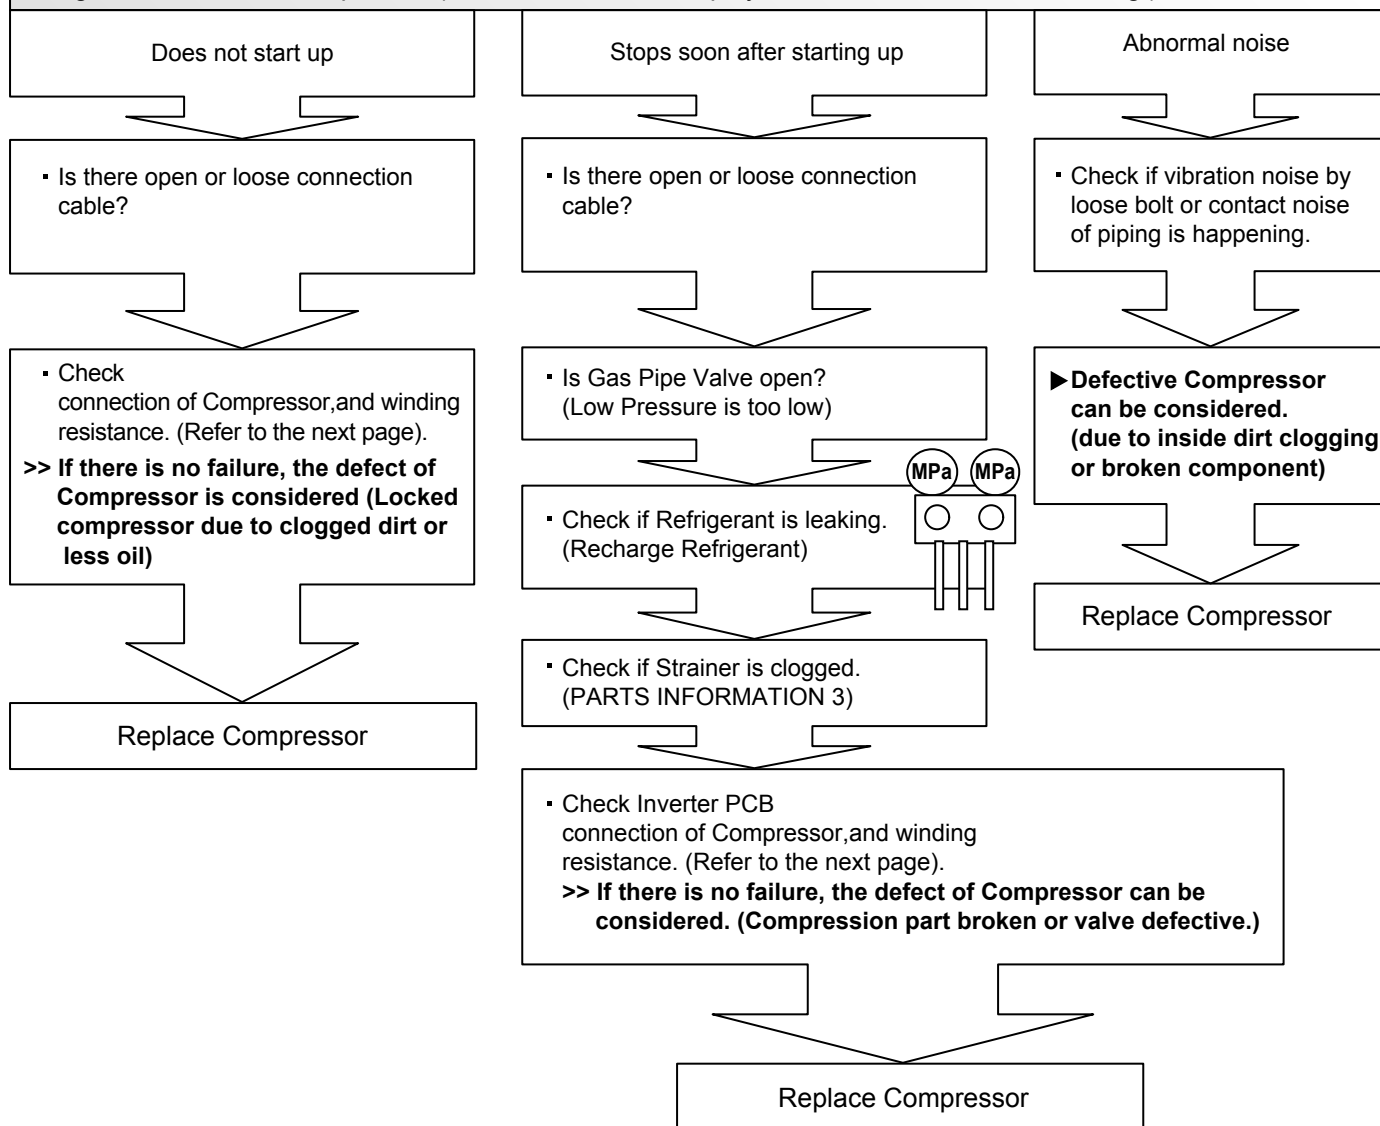 Does not start up
Is there open or loose connection
cable?
Check
connection of Compressor,and winding
resistance. (Refer to the next page).
>> If there is no failure, the defect of
Compressor is considered (Locked
compressor due to clogged dirt or
less oil)
Replace Compressor
Stops soon after starting up
Is there open or loose connection
cable?
Is Gas Pipe Valve open?
(Low Pressure is too low)
MPa MPa
Check if Refrigerant is leaking.
(Recharge Refrigerant)
Check if Strainer is clogged.
(PARTS INFORMATION 3)
Check Inverter PCB
connection of Compressor,and winding
resistance. (Refer to the next page).
>> If there is no failure, the defect of Compressor can be
considered. (Compression part broken or valve defective.)
Replace Compressor
Abnormal noise
Check if vibration noise by
loose bolt or contact noise
of piping is happening.
▶Defective Compressor
can be considered.
(due to inside dirt clogging
or broken component)
Replace Compressor